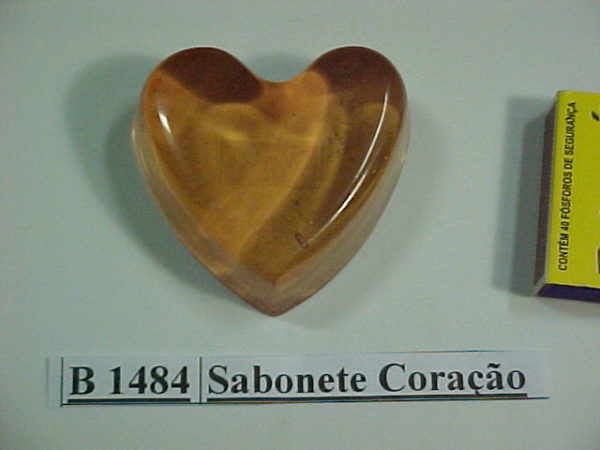 B 1484 Sabonete Coração
CONTÉM 40 FÓSFOROS DE SEGURANÇA